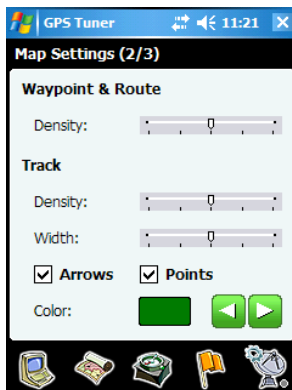 GPS Tuner 11:21
Map Settings (2/3)
Waypoint & Route
Density:
Track
Density:
Width:
Arrows Points
Color: